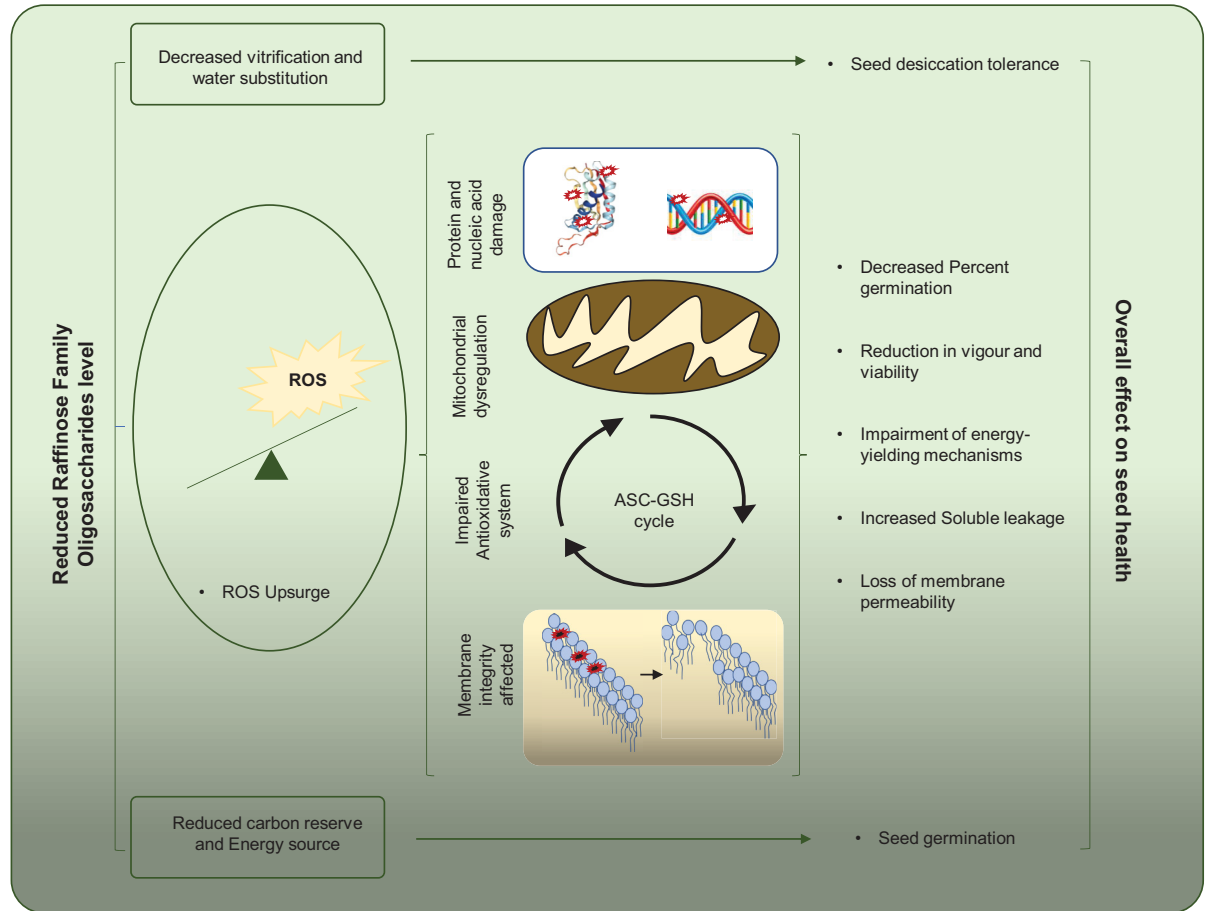 Reduced Raffinose Family
Oligosaccharides level
Decreased vitrification and
water substitution
• Seed desiccation tolerance
ROS
• ROS Upsurge
Protein and
nucleic acid
damage
Mitochondrial
dysregulation
Impaired
Antioxidative
system
ASC-GSH
cycle
Membrane
integrity
affected
• Decreased Percent
germination
• Reduction in vigour and
viability
• Impairment of energy-
yielding mechanisms
• Increased Soluble leakage
• Loss of membrane
permeability
Reduced carbon reserve
and Energy source
• Seed germination
Overall effect on seed health